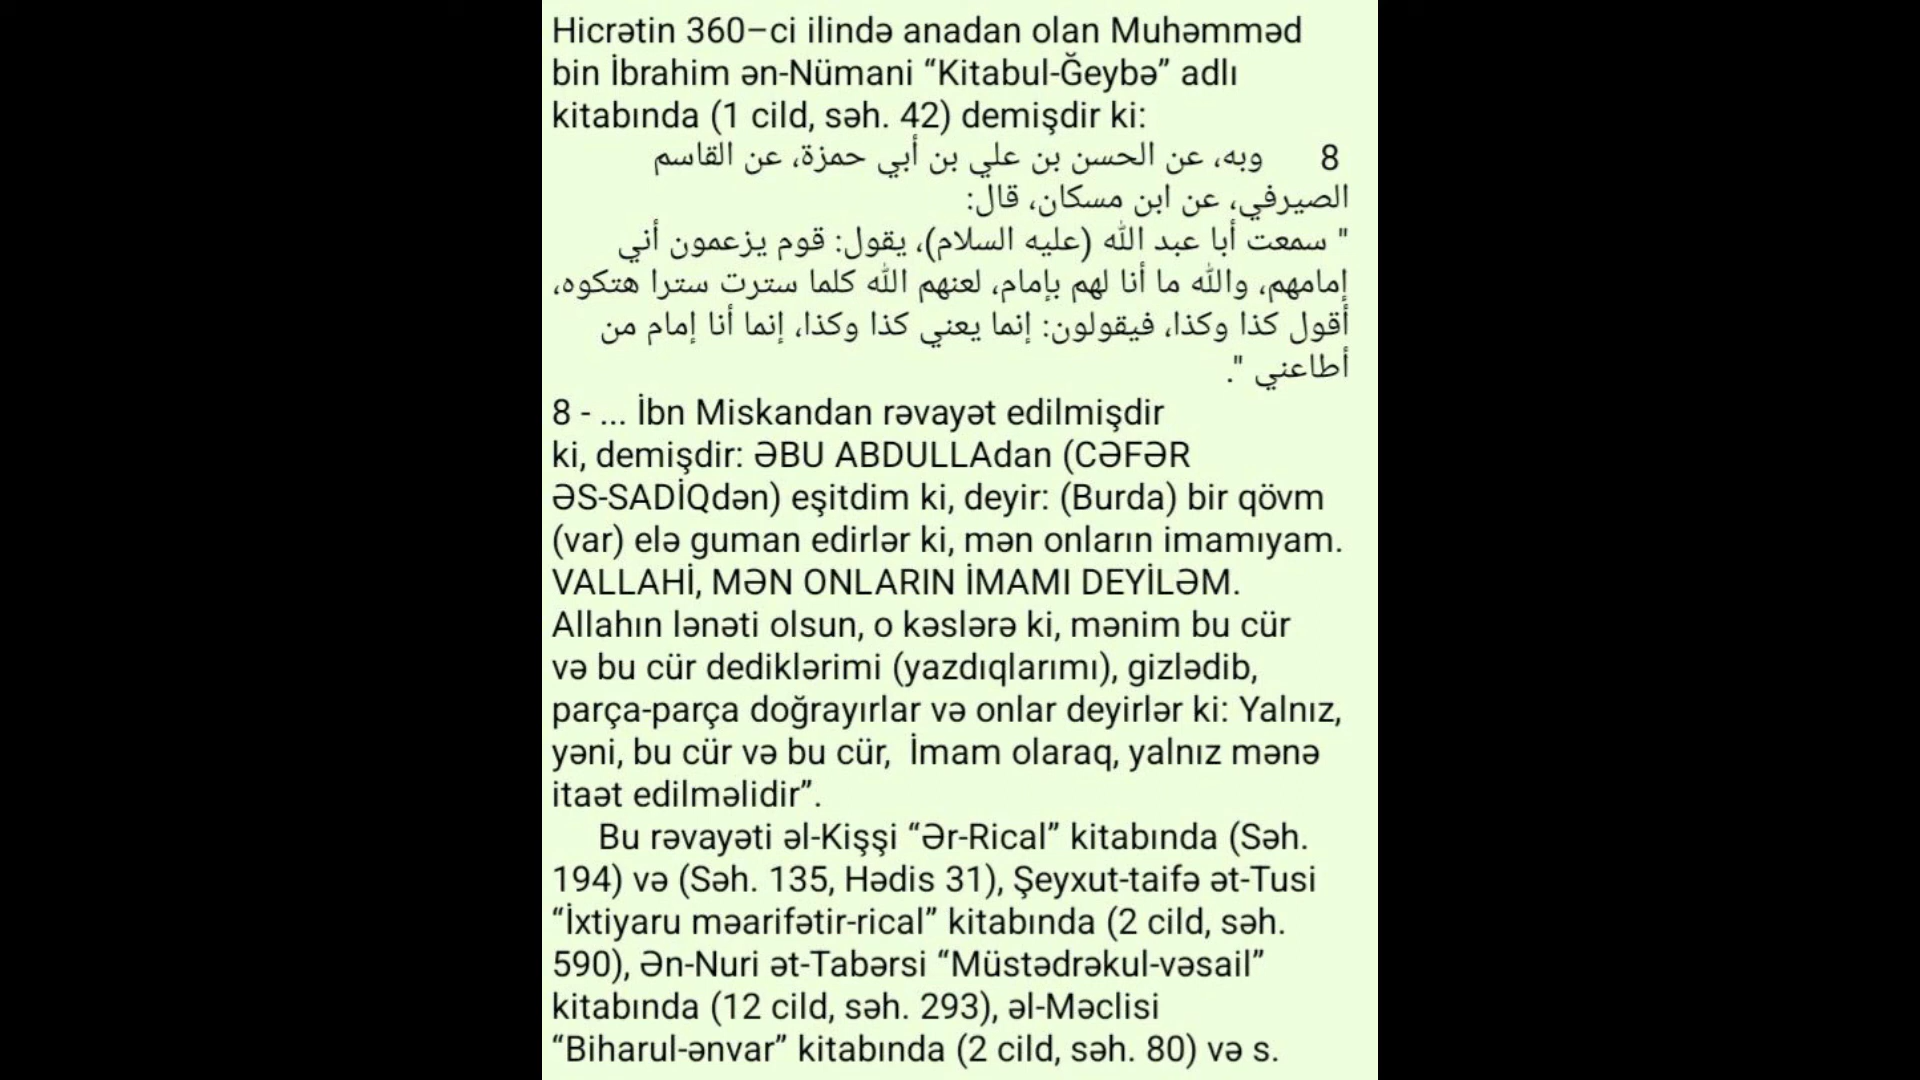 Hicrətin 360–ci ilində anadan olan Muhəmməd
bin İbrahim ən-Nümani “Kitabul-Ğeybə” adlı
kitabında (1 cild, səh. 42) demişdir ki:
8 وبه، عن الحسن بن علي بن أبي حمزة، عن القاسم
الصيرفي، عن ابن مسكان، قال:
" سمعت أبا عبد الله (عليه السلام)، يقول: قوم يزعمون أني
إمامهم، والله ما أنا لهم بإمام، لعنهم الله كلما سترت سترا هتكوه،
أقول كذا وكذا، فيقولون: إنما يعني كذا وكذا، إنما أنا إمام من
أطاعني ".
8 - ... İbn Miskandan rəvayət edilmişdir
ki, demişdir: ƏBU ABDULLAdan (CƏFƏR
ƏS-SADİQdən) eşitdim ki, deyir: (Burda) bir qövm
(var) elə guman edirlər ki, mən onların imamıyam.
VALLAHİ, MƏN ONLARIN İMAMI DEYİLƏM.
Allahın lənəti olsun, o kəslərə ki, mənim bu cür
və bu cür dediklərimi (yazdıqlarımı), gizlədib,
parça-parça doğrayırlar və onlar deyirlər ki: Yalnız,
yəni, bu cür və bu cür, İmam olaraq, yalnız mənə
itaət edilməlidir”.
Bu rəvayəti əl-Kişşi “Ər-Rical” kitabında (Səh.
194) və (Səh. 135, Hədis 31), Şeyxut-taifə ət-Tusi
“İxtiyaru məarifətir-rical” kitabında (2 cild, səh.
590), Ən-Nuri ət-Tabərsi “Müstədrəkul-vəsail”
kitabında (12 cild, səh. 293), əl-Məclisi
“Biharul-ənvar” kitabında (2 cild, səh. 80) və s.